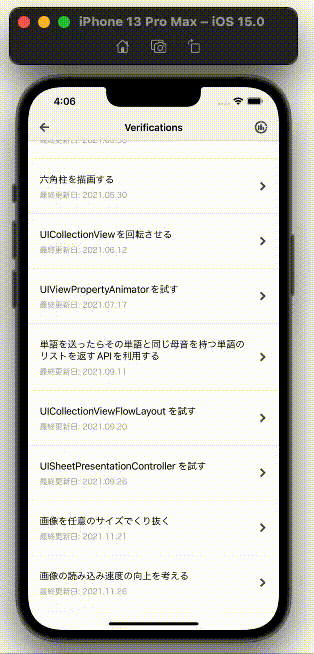 iPhone 13 Pro Max – iOS 15.0
4:06
Verifications
六角柱を描画する
最終更新日: 2021.05.30
UICollectionViewを回転させる
最終更新日: 2021.06.12
UIViewPropertyAnimatorを試す
最終更新日: 2021.07.17
単語を送ったらその単語と同じ母音を持つ単語の
リストを返すAPIを利用する
最終更新日: 2021.09.11
UICollectionViewFlowLayout を試す
最終更新日: 2021.09.20
UISheetPresentationController を試す
最終更新日: 2021.09.26
画像を任意のサイズでくり抜く
最終更新日: 2021.11.21
画像の読み込み速度の向上を考える
最終更新日: 2021.11.26